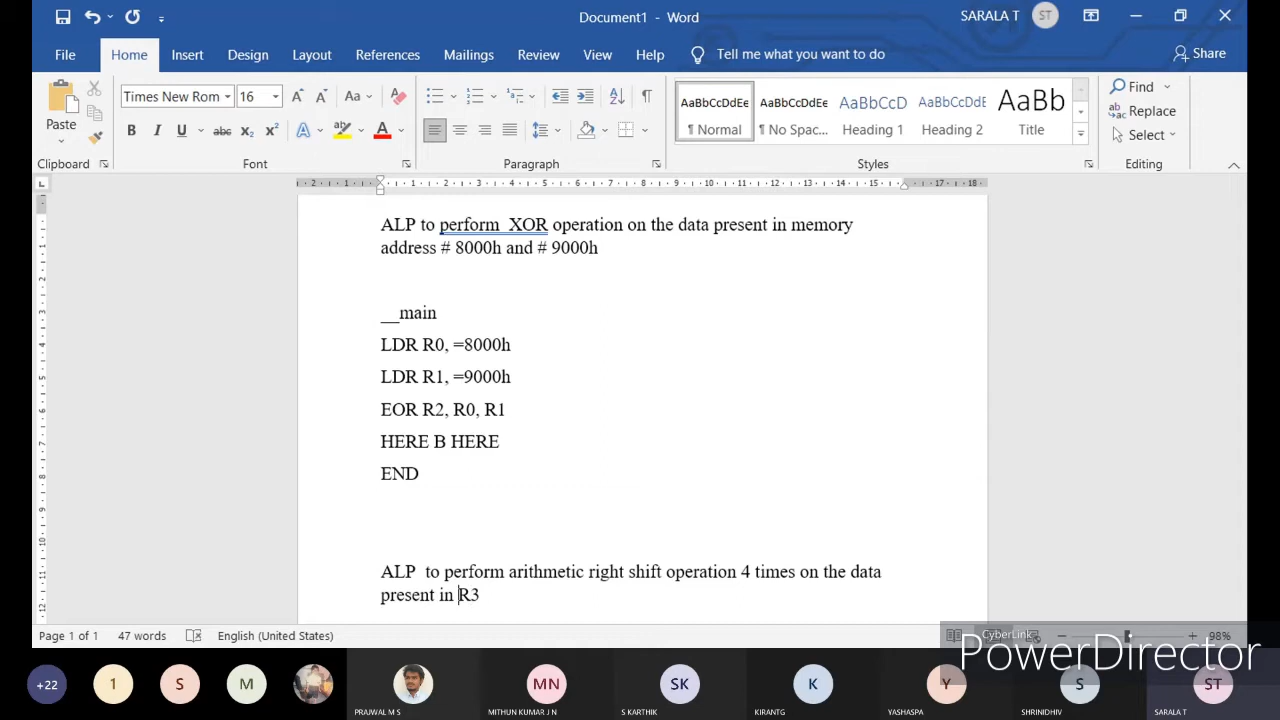 Document1 - Word
SARALA T
ST
File Home Insert Design Layout References Mailings Review View Help Tell me what you want to do Share
Paste
Clipboard
Times New Rom 16
Font
Paragraph
AaBbCcDdEe AaBbCcDdEe AaBbCcD AaBbCcDdE AaBb
¶ Normal ¶ No Spac... Heading 1 Heading 2 Title
Styles
Find
Replace
Select
Editing
ALP to perform XOR operation on the data present in memory
address # 8000h and # 9000h
__main
LDR R0, =8000h
LDR R1, =9000h
EOR R2, R0, R1
HERE B HERE
END
ALP to perform arithmetic right shift operation 4 times on the data
present in R3
Page 1 of 1 47 words English (United States) 98%
CyberLink
PowerDirector
+22 1 S M MN SK K Y S ST
PRAJWAL M S MITHUN KUMAR J N S KARTHIK KIRANTG YASHASPA SHRINIDHIV SARALA T